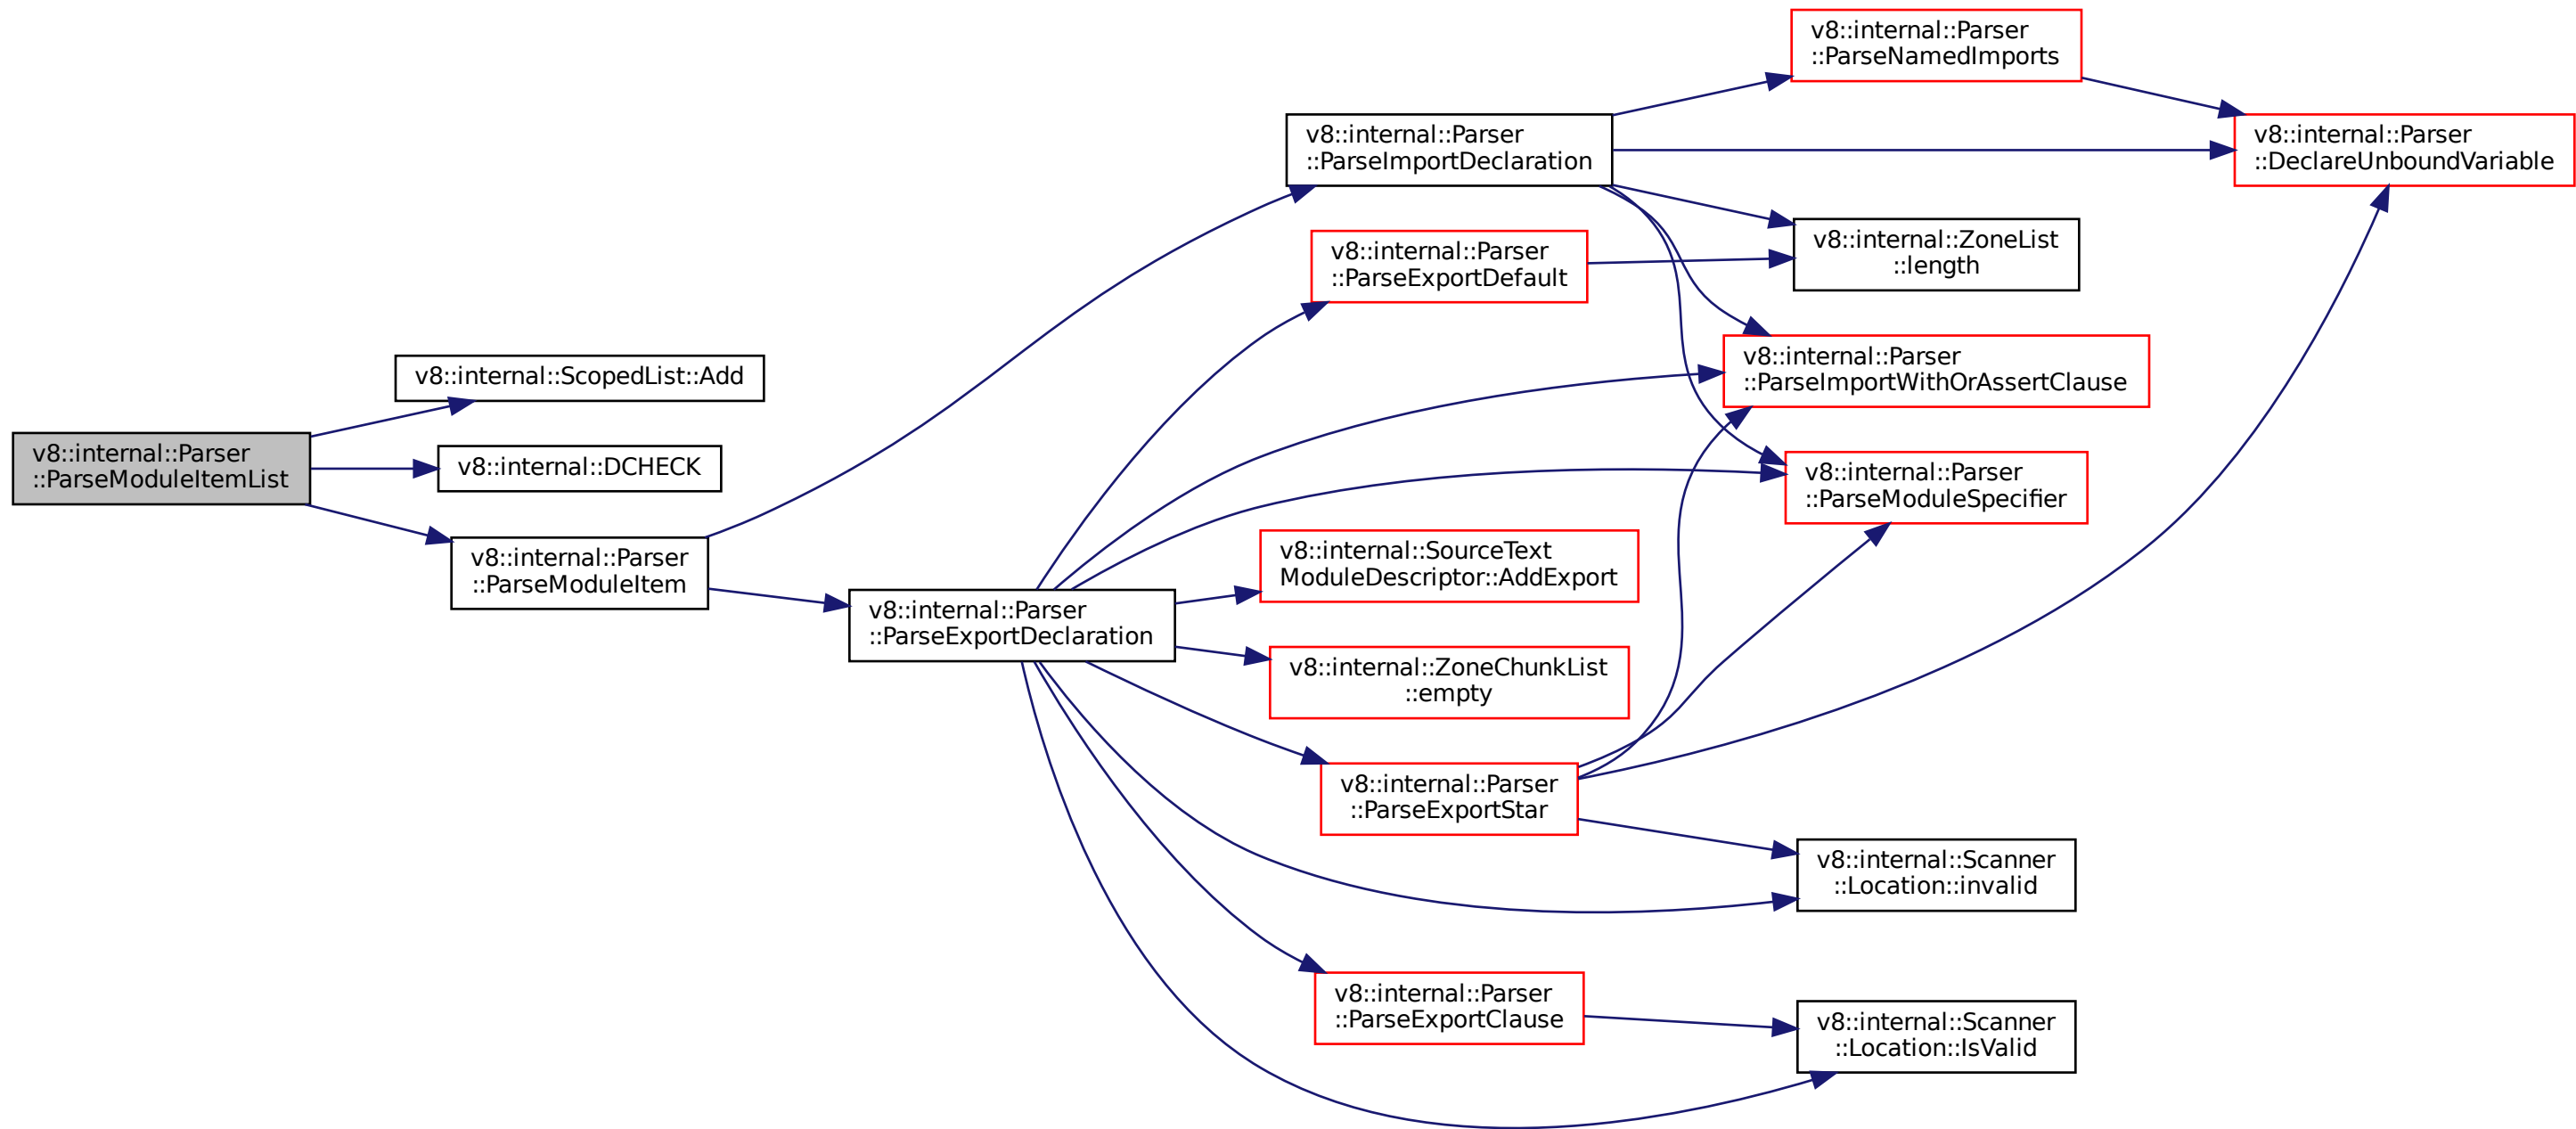 v8::internal::Parser
::ParseModuleItemList
v8::internal::ScopedList::Add
v8::internal::DCHECK
v8::internal::Parser
::ParseModuleItem
v8::internal::Parser
::ParseImportDeclaration
v8::internal::Parser
::ParseNamedImports
v8::internal::Parser
::DeclareUnboundVariable
v8::internal::ZoneList
::length
v8::internal::Parser
::ParseExportDefault
v8::internal::Parser
::ParseImportWithOrAssertClause
v8::internal::Parser
::ParseModuleSpecifier
v8::internal::Parser
::ParseExportDeclaration
v8::internal::SourceText
ModuleDescriptor::AddExport
v8::internal::ZoneChunkList
::empty
v8::internal::Parser
::ParseExportStar
v8::internal::Scanner
::Location::invalid
v8::internal::Parser
::ParseExportClause
v8::internal::Scanner
::Location::IsValid